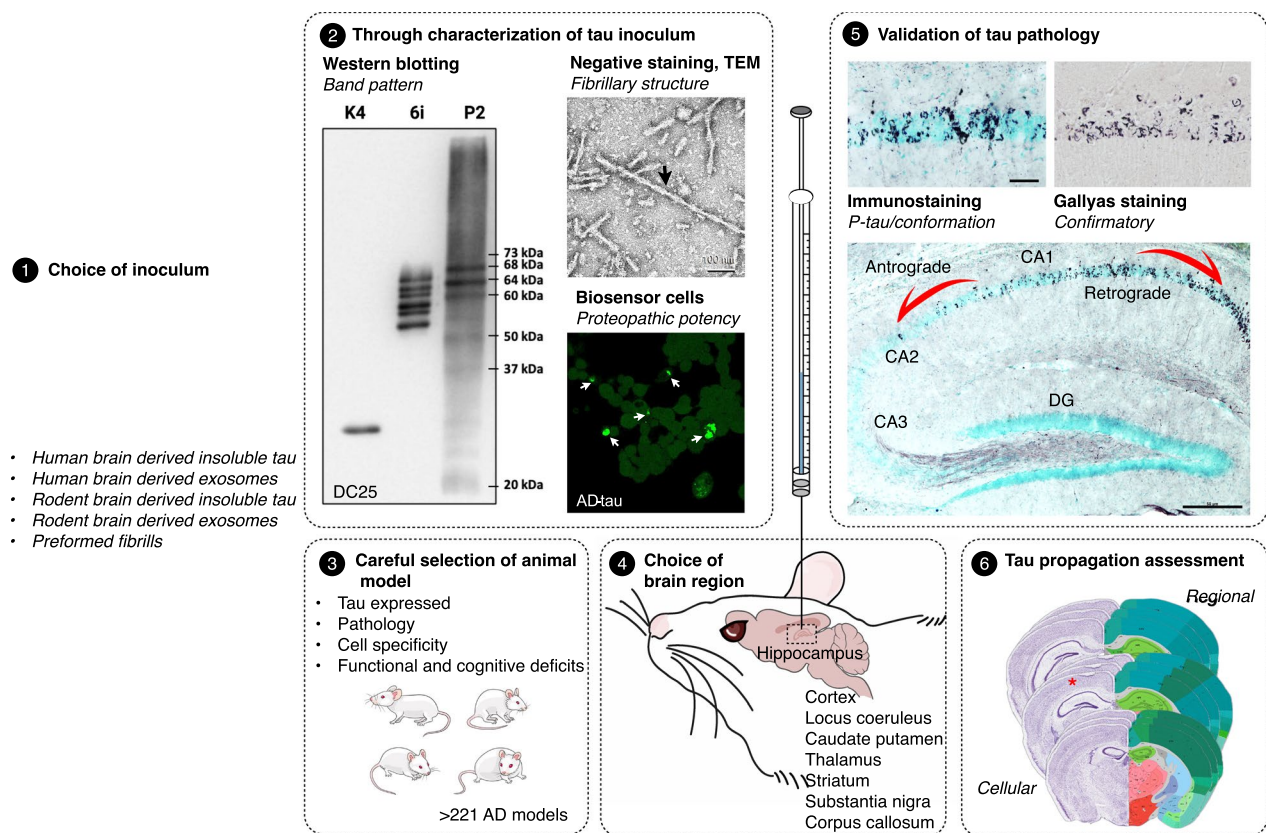 1 Choice of inoculum
• Human brain derived insoluble tau
• Human brain derived exosomes
• Rodent brain derived insoluble tau
• Rodent brain derived exosomes
• Preformed fibrills
2 Through characterization of tau inoculum
Western blotting
Band pattern
K4 6i P2
73 kDa
68 kDa
64 kDa
60 kDa
50 kDa
37 kDa
20 kDa
DC25
Negative staining, TEM
Fibrillary structure
100 nm
Biosensor cells
Proteopathic potency
AD-tau
3 Careful selection of animal
model
• Tau expressed
• Pathology
• Cell specificity
• Functional and cognitive deficits
>221 AD models
4 Choice of
brain region
Hippocampus
Cortex
Locus coeruleus
Caudate putamen
Thalamus
Striatum
Substantia nigra
Corpus callosum
5 Validation of tau pathology
Immunostaining
P-tau/conformation
Gallyas staining
Confirmatory
Antrograde
CA1
Retrograde
CA2
DG
CA3
6 Tau propagation assessment
Regional
*
Cellular